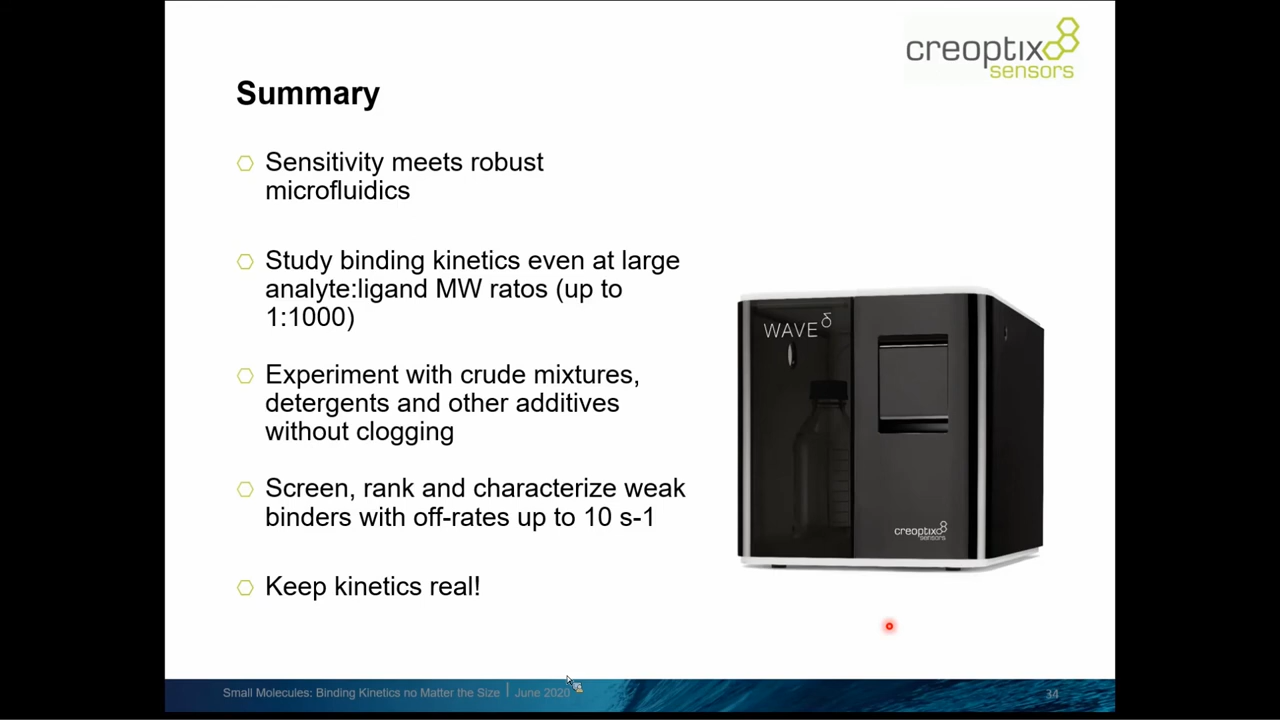 creoptix
sensors
Summary
Sensitivity meets robust
microfluidics
Study binding kinetics even at large
analyte:ligand MW ratos (up to
1:1000)
Experiment with crude mixtures,
detergents and other additives
without clogging
Screen, rank and characterize weak
binders with off-rates up to 10 s-1
Keep kinetics real!
WAVE δ
creoptix
sensors
Small Molecules: Binding Kinetics no Matter the Size | June 2020
34